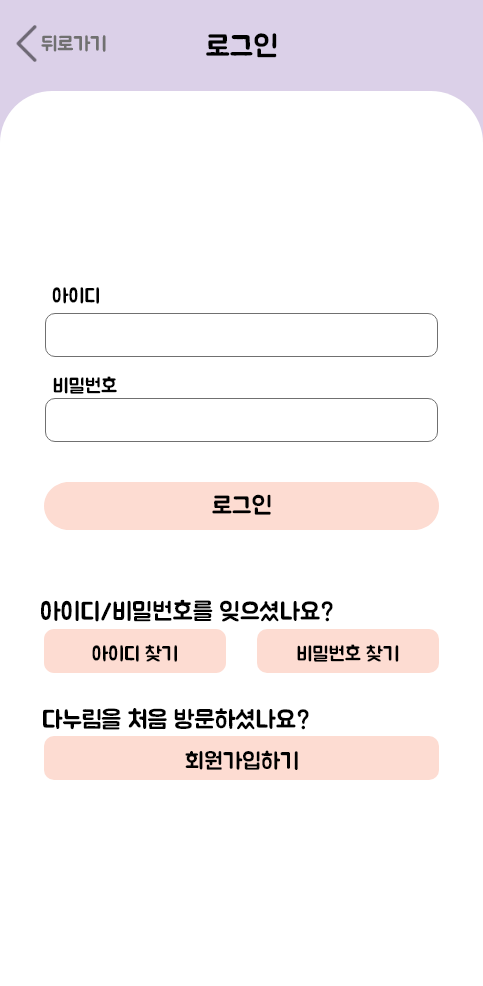 뒤로가기
로그인
아이디
비밀번호
로그인
아이디/비밀번호를 잊으셨나요?
아이디 찾기
비밀번호 찾기
다누림을 처음 방문하셨나요?
회원가입하기